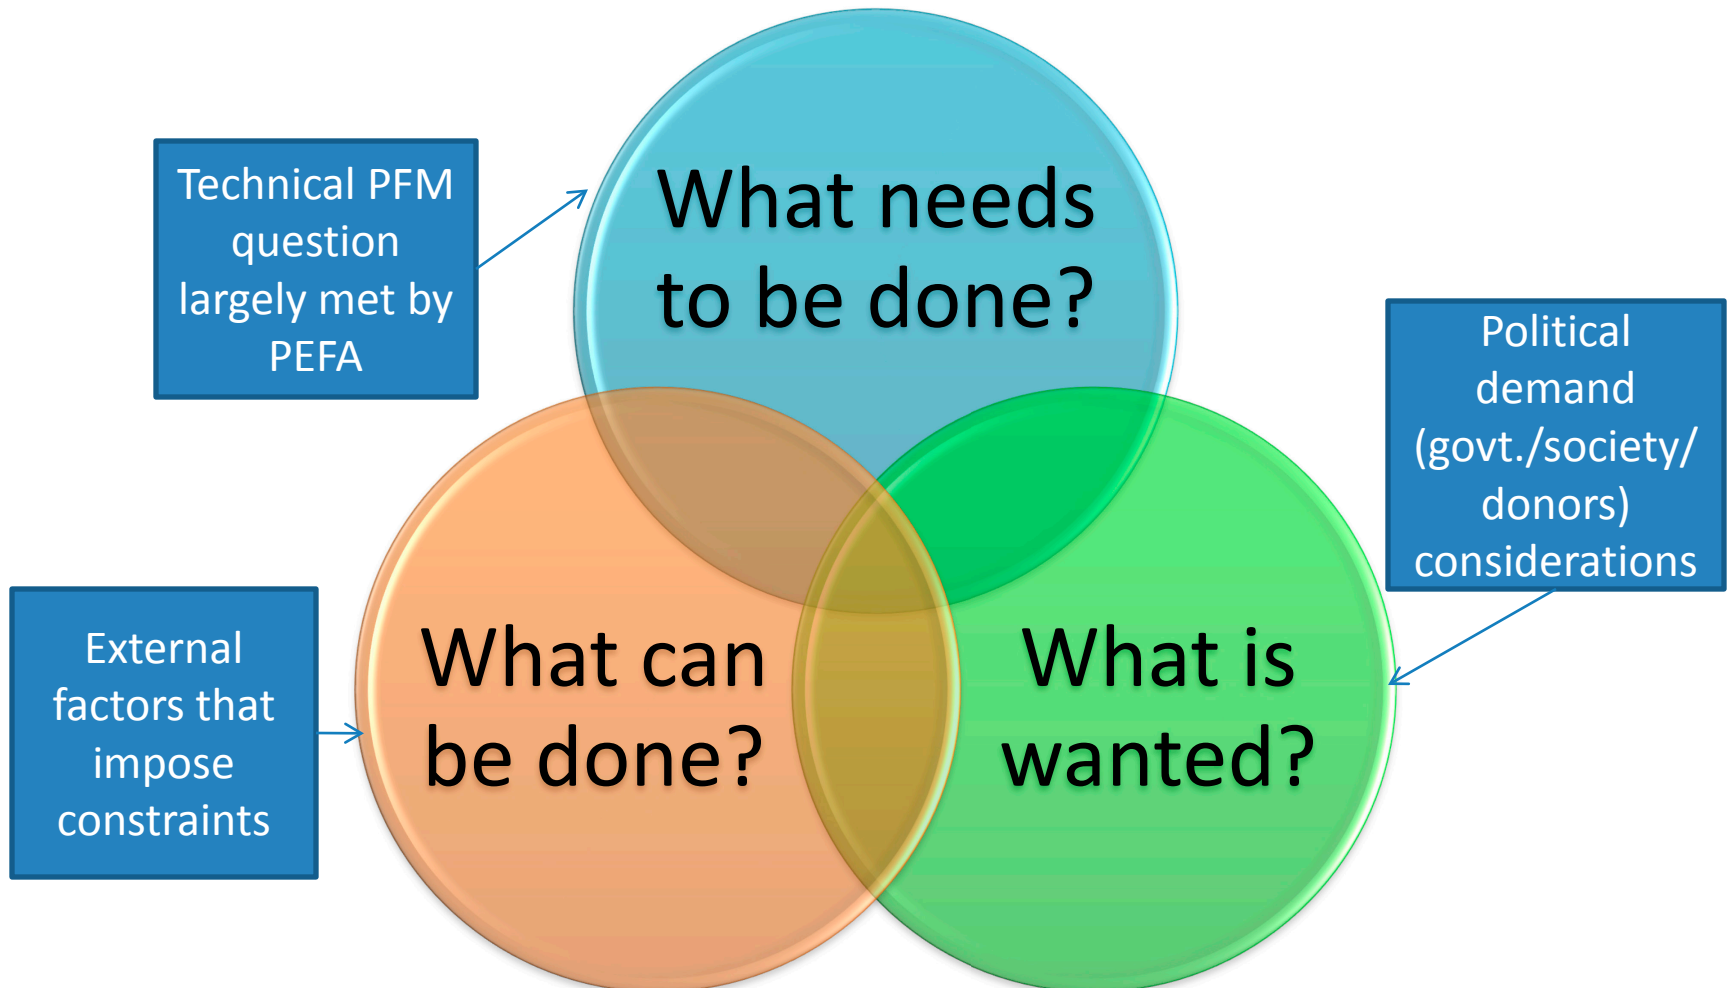 Technical PFM
question
largely met by
PEFA
What needs
to be done?
Political
demand
(govt./society/
donors)
considerations
External
factors that
impose
constraints
What can
be done?
What is
wanted?